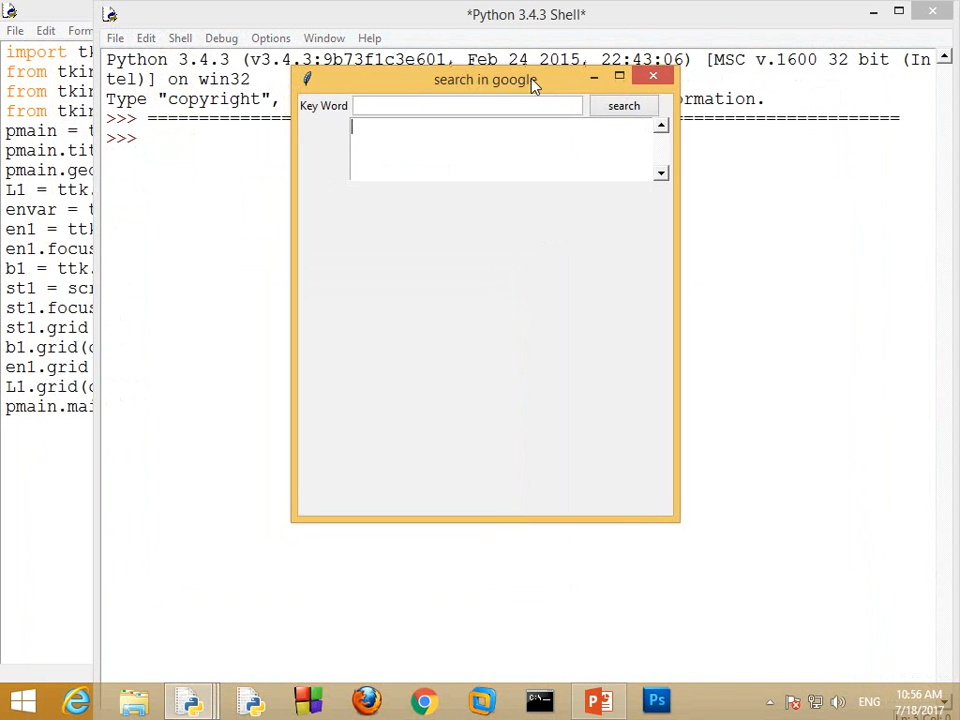 *Python 3.4.3 Shell*
File Edit Form
File Edit Shell Debug Options Window Help
import tk
from tkin
from tki
from tki
pmain = t
pmain.tit
pmain.geo
L1 = ttk.
envar = t
en1 = ttk
en1.focus
b1 = ttk.
st1 = scr
st1.focus
st1.grid
b1.grid(c
en1.grid
L1.grid(c
pmain.mai
Python 3.4.3 (v3.4.3:9b73f1c3e601, Feb 24 2015, 22:43:06) [MSC v.1600 32 bit (In
tel)] on win32
Type "copyright", rmation.
>>> ================================ ================================
>>>
search in google
Key Word search
ENG
10:56 AM
7/18/2017